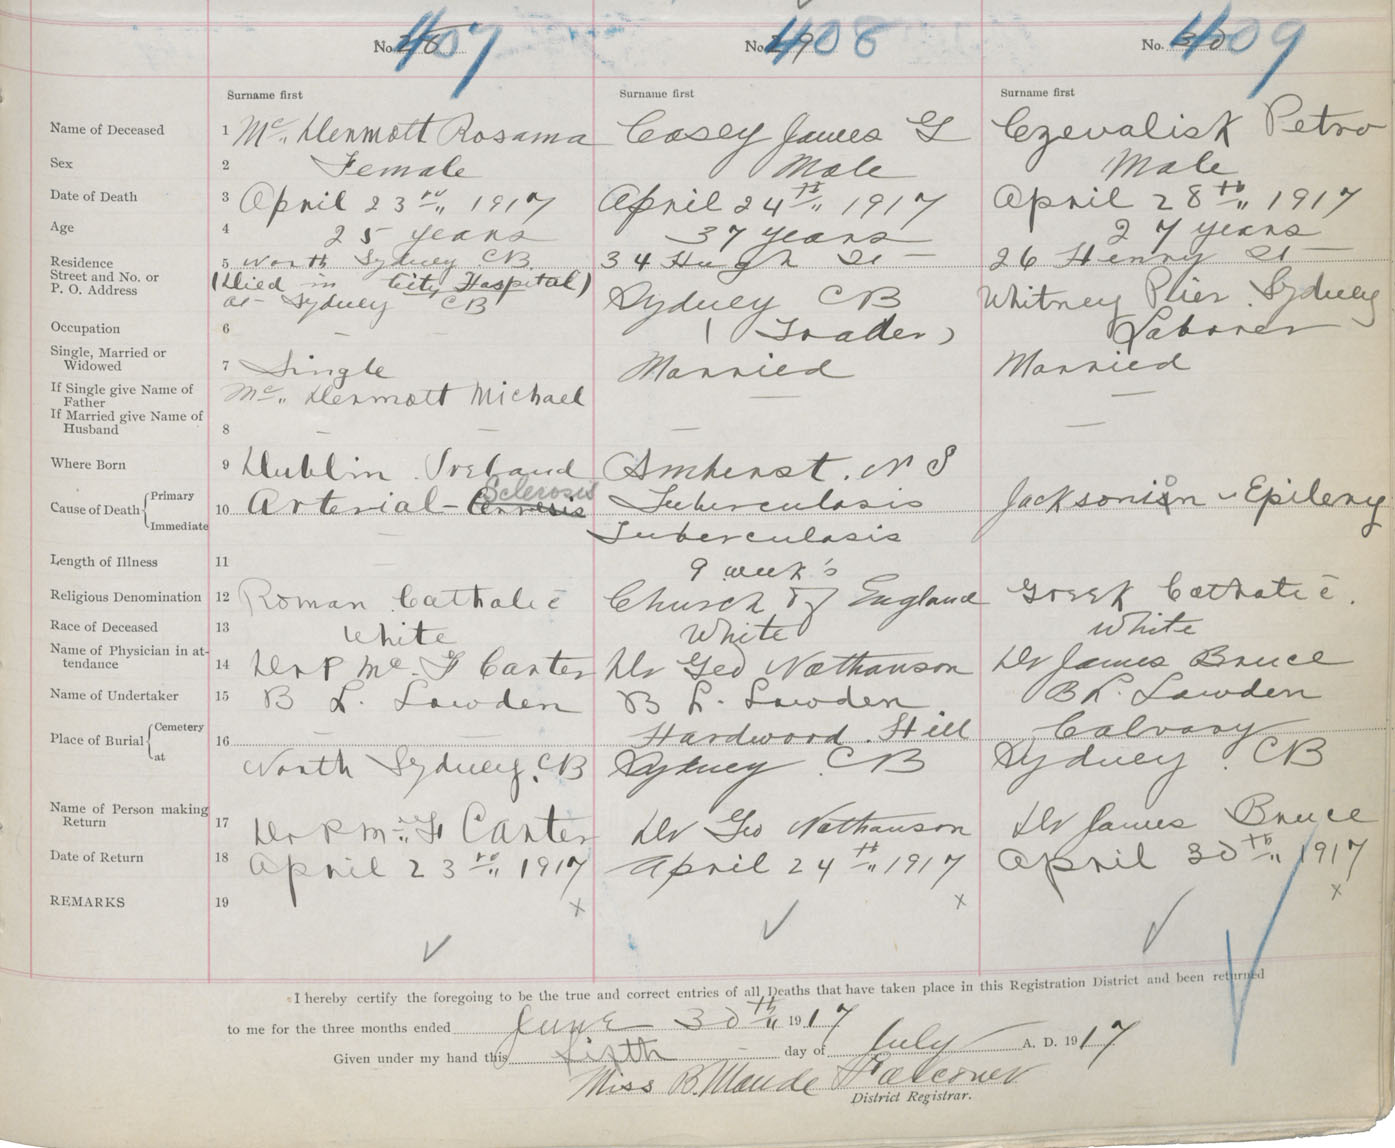 No. 28 407 No. 29 408 No. 30 409
Surname first Surname first Surname first
Name of Deceased 1 Mc,, Dermott Rosanna Casey James G Czevalisk Petro
Sex 2 Female Male Male
Date of Death 3 April 23rd,, 1917 April 24th,, 1917 April 28th,, 1917
Age 4 25 years 37 years 27 years
Residence 5 North Sydney CB. 34 Hugh St – 26 Henry St –
Street and No. or (Died in City Hospital)
P. O. Address at – Sydney CB Sydney CB Whitney Pier. Sydney
Occupation 6 – – (Trader) Laborer
Single, Married or
Widowed 7 Single Married Married
If Single give Name of
Father Mc,, Dermott Michael — —
If Married give Name of
Husband 8 – – — —
Where Born 9 Dublin. Ireland Amherst. N S
Sclerosis
Cause of Death { Primary Immediate 10 Arterial – Tuberculosis Jacksonian - Epilepsy
Tuberculosis
Length of Illness 11 — 9 week's
Religious Denomination 12 Roman Catholic Church of England Greek Catholic.
Race of Deceased 13 White White White
Name of Physician in at-
tendance 14 Dr P Mc. F Carter Dr Geo Nathanson Dr James Bruce
Name of Undertaker 15 B L. Lowden B L. Lowden B L. Lowden
Place of Burial { Cemetery 16 – – Hardwood. Hill Calvary
at North Sydney. CB Sydney. CB Sydney. CB
Name of Person making
Return 17 Dr P Mc. F Carter Dr Geo Nathanson Dr James Bruce
Date of Return 18 April 23rd,, 1917 April 24th,, 1917 April 30th,, 1917
REMARKS 19 x x x
I hereby certify the foregoing to be the true and correct entries of all Deaths that have taken place in this Registration District and been returned
to me for the three months ended June 30th,, 1917
Given under my hand this Sixth day of July A. D. 1917
Miss B. Maude Falconer
District Registrar.